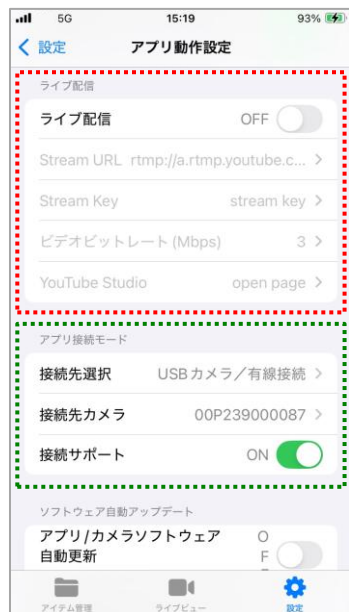 5G 15:19 93%
設定 アプリ動作設定
ライブ配信
ライブ配信 OFF
Stream URL rtmp://a.rtmp.youtube.c...
Stream Key stream key
ビデオビットレート (Mbps) 3
YouTube Studio open page
アプリ接続モード
接続先選択 USBカメラ／有線接続
接続先カメラ 00P239000087
接続サポート ON
ソフトウェア自動アップデート
アプリ/カメラソフトウェア O
自動更新 F
アイテム管理 ライブビュー 設定